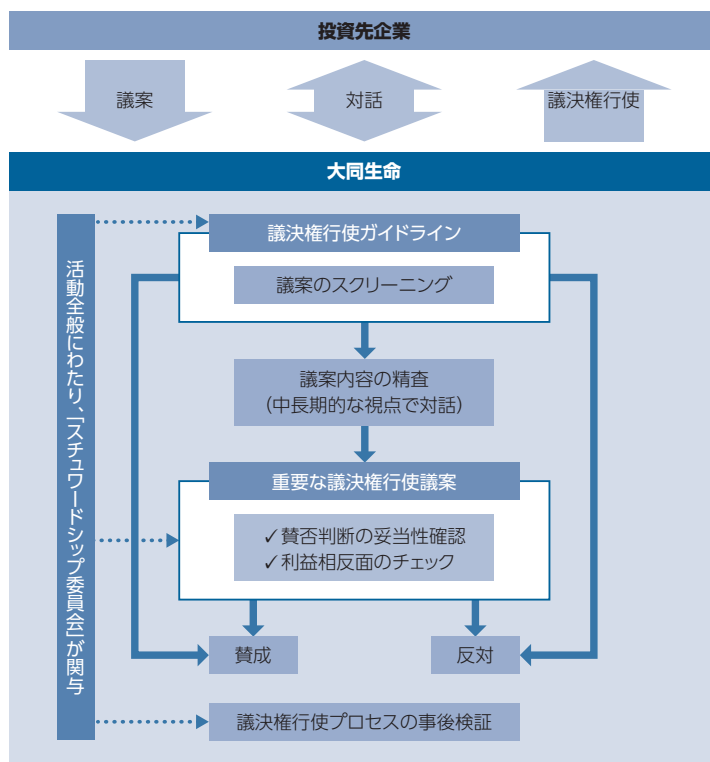 投資先企業
議案
対話
議決権行使
大同生命
活動全般にわたり、「スチュワードシップ委員会」が関与
議決権行使ガイドライン
議案のスクリーニング
議案内容の精査
(中長期的な視点で対話)
重要な議決権行使議案
✓賛否判断の妥当性確認
✓利益相反面のチェック
賛成
反対
議決権行使プロセスの事後検証